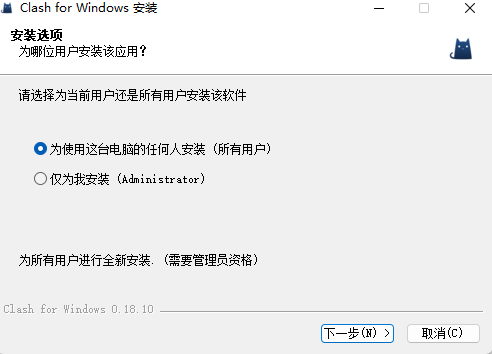 Clash for Windows 安装
安装选项
为哪位用户安装该应用？
请选择为当前用户还是所有用户安装该软件
为使用这台电脑的任何人安装 (所有用户)
仅为我安装 (Administrator)
为所有用户进行全新安装. (需要管理员资格)
Clash for Windows 0.18.10
下一步(N) >
取消(C)